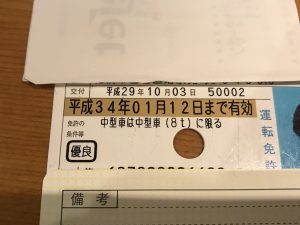 交付 平成29年10月03日 50002
平成34年01月12日まで有効
免許の
条件等
中型車は中型車(8t)に限る
優良
運転免許
備考